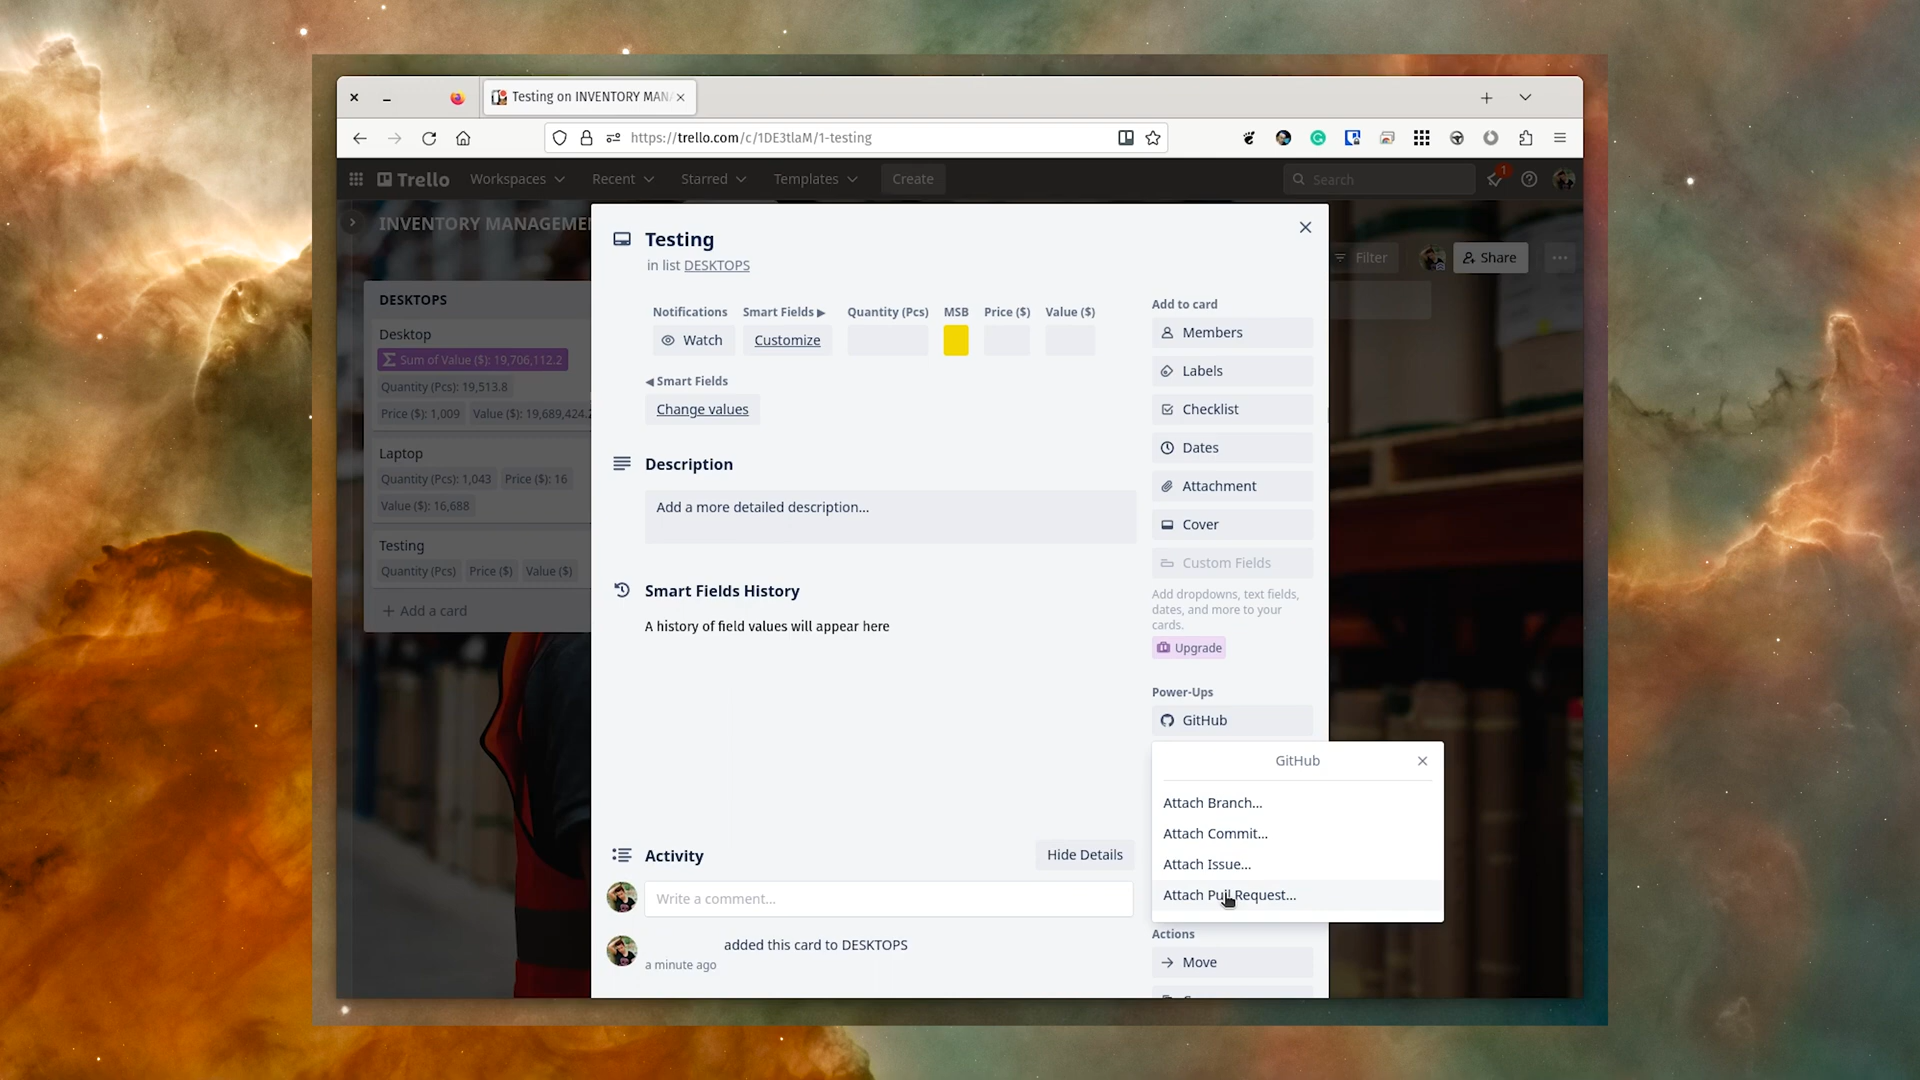 Testing on INVENTORY MAN
https://trello.com/c/1DE3tlaM/1-testing
Trello Workspaces Recent Starred Templates Create Search 1
INVENTORY MANAGEME
Filter Share
DESKTOPS
Desktop
Sum of Value ($): 19,706,112.2
Quantity (Pcs): 19,513.8
Price ($): 1,009 Value ($): 19,689,424.2
Laptop
Quantity (Pcs): 1,043 Price ($): 16
Value ($): 16,688
Testing
Quantity (Pcs) Price ($) Value ($)
+ Add a card
Testing
in list DESKTOPS
Notifications Smart Fields ▶ Quantity (Pcs) MSB Price ($) Value ($)
Watch Customize
◀ Smart Fields
Change values
Description
Add a more detailed description...
Smart Fields History
A history of field values will appear here
Activity
Hide Details
Write a comment...
added this card to DESKTOPS
a minute ago
Add to card
Members
Labels
Checklist
Dates
Attachment
Cover
Custom Fields
Add dropdowns, text fields,
dates, and more to your
cards.
Upgrade
Power-Ups
GitHub
GitHub
Attach Branch...
Attach Commit...
Attach Issue...
Attach Pull Request...
Actions
Move